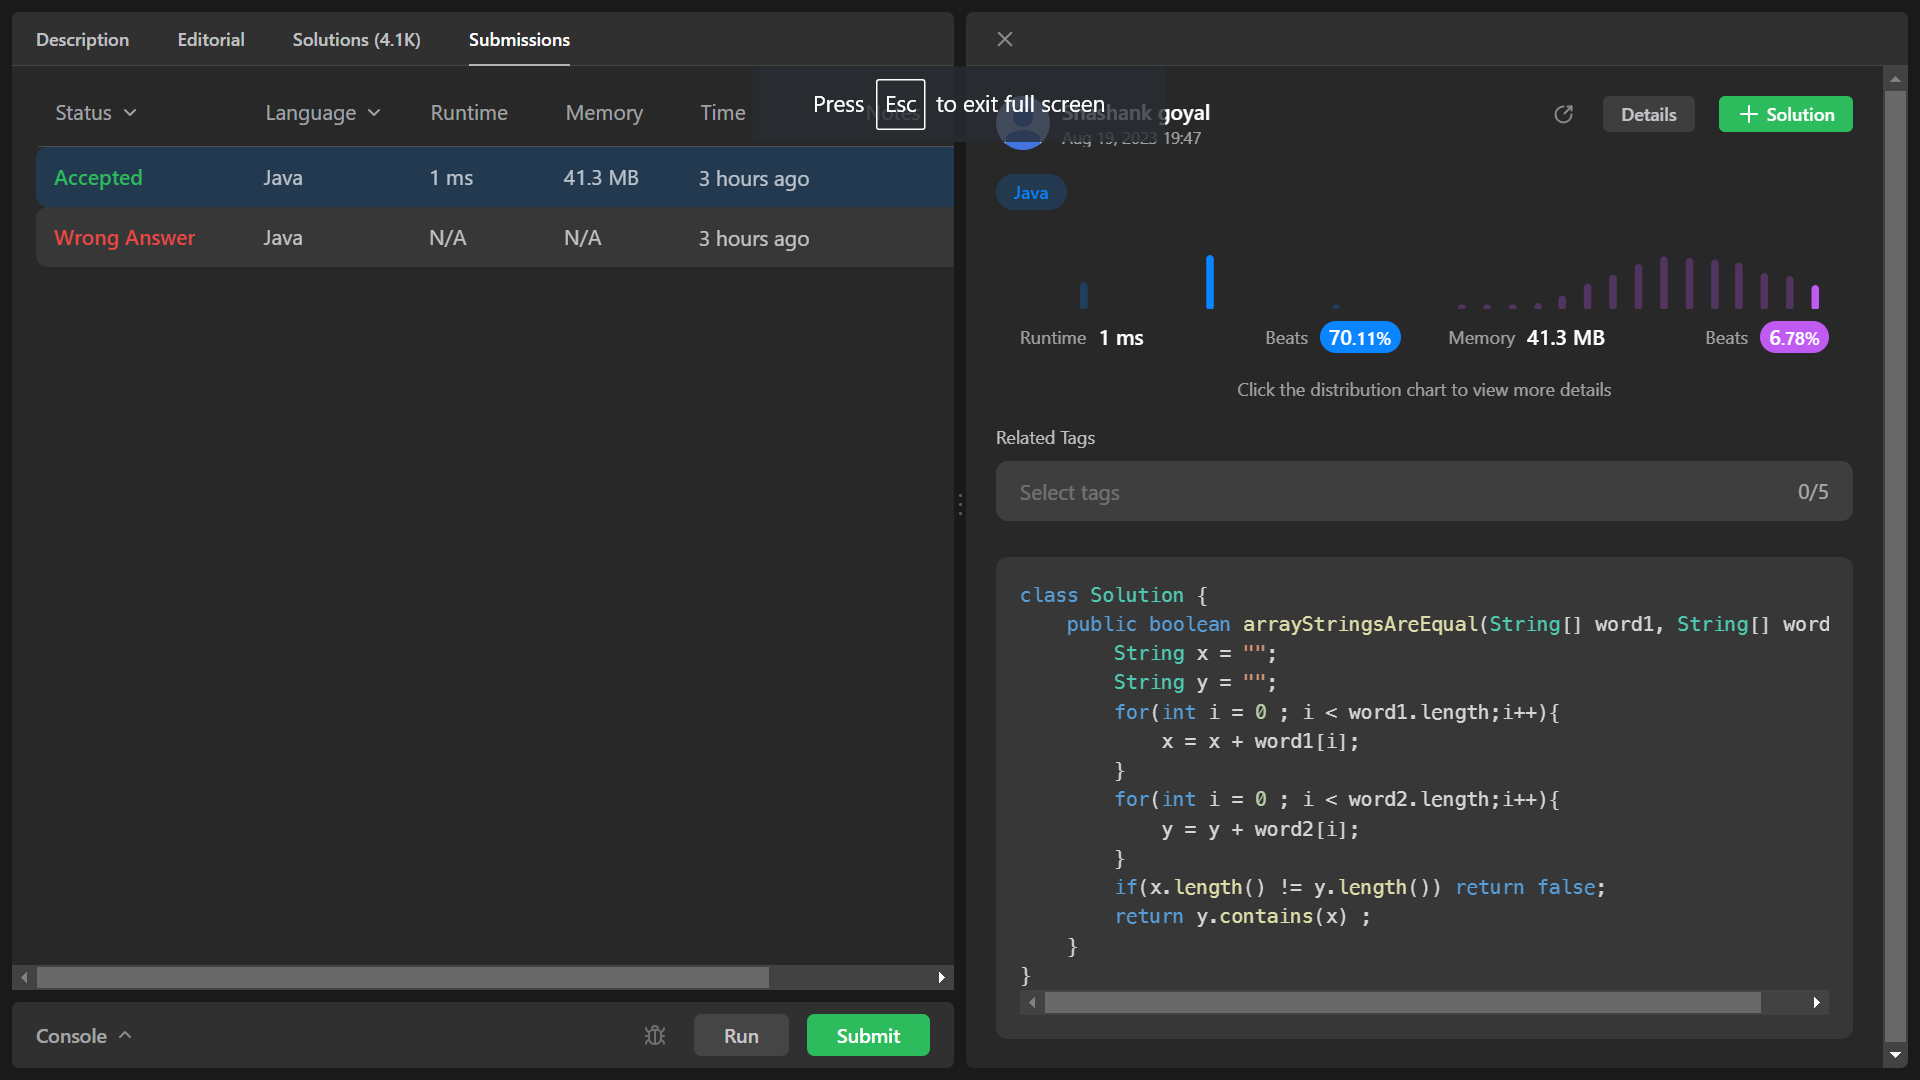 Description Editorial Solutions (4.1K) Submissions
Status Language Runtime Memory Time Notes
Press Esc to exit full screen
Accepted Java 1 ms 41.3 MB 3 hours ago
Wrong Answer Java N/A N/A 3 hours ago
Console Run Submit
Shashank goyal
Aug 19, 2023 19:47
Details + Solution
Java
Runtime 1 ms Beats 70.11% Memory 41.3 MB Beats 6.78%
Click the distribution chart to view more details
Related Tags
Select tags 0/5
class Solution {
    public boolean arrayStringsAreEqual(String[] word1, String[] word
        String x = "";
        String y = "";
        for(int i = 0 ; i < word1.length;i++){
            x = x + word1[i];
        }
        for(int i = 0 ; i < word2.length;i++){
            y = y + word2[i];
        }
        if(x.length() != y.length()) return false;
        return y.contains(x) ;
    }
}